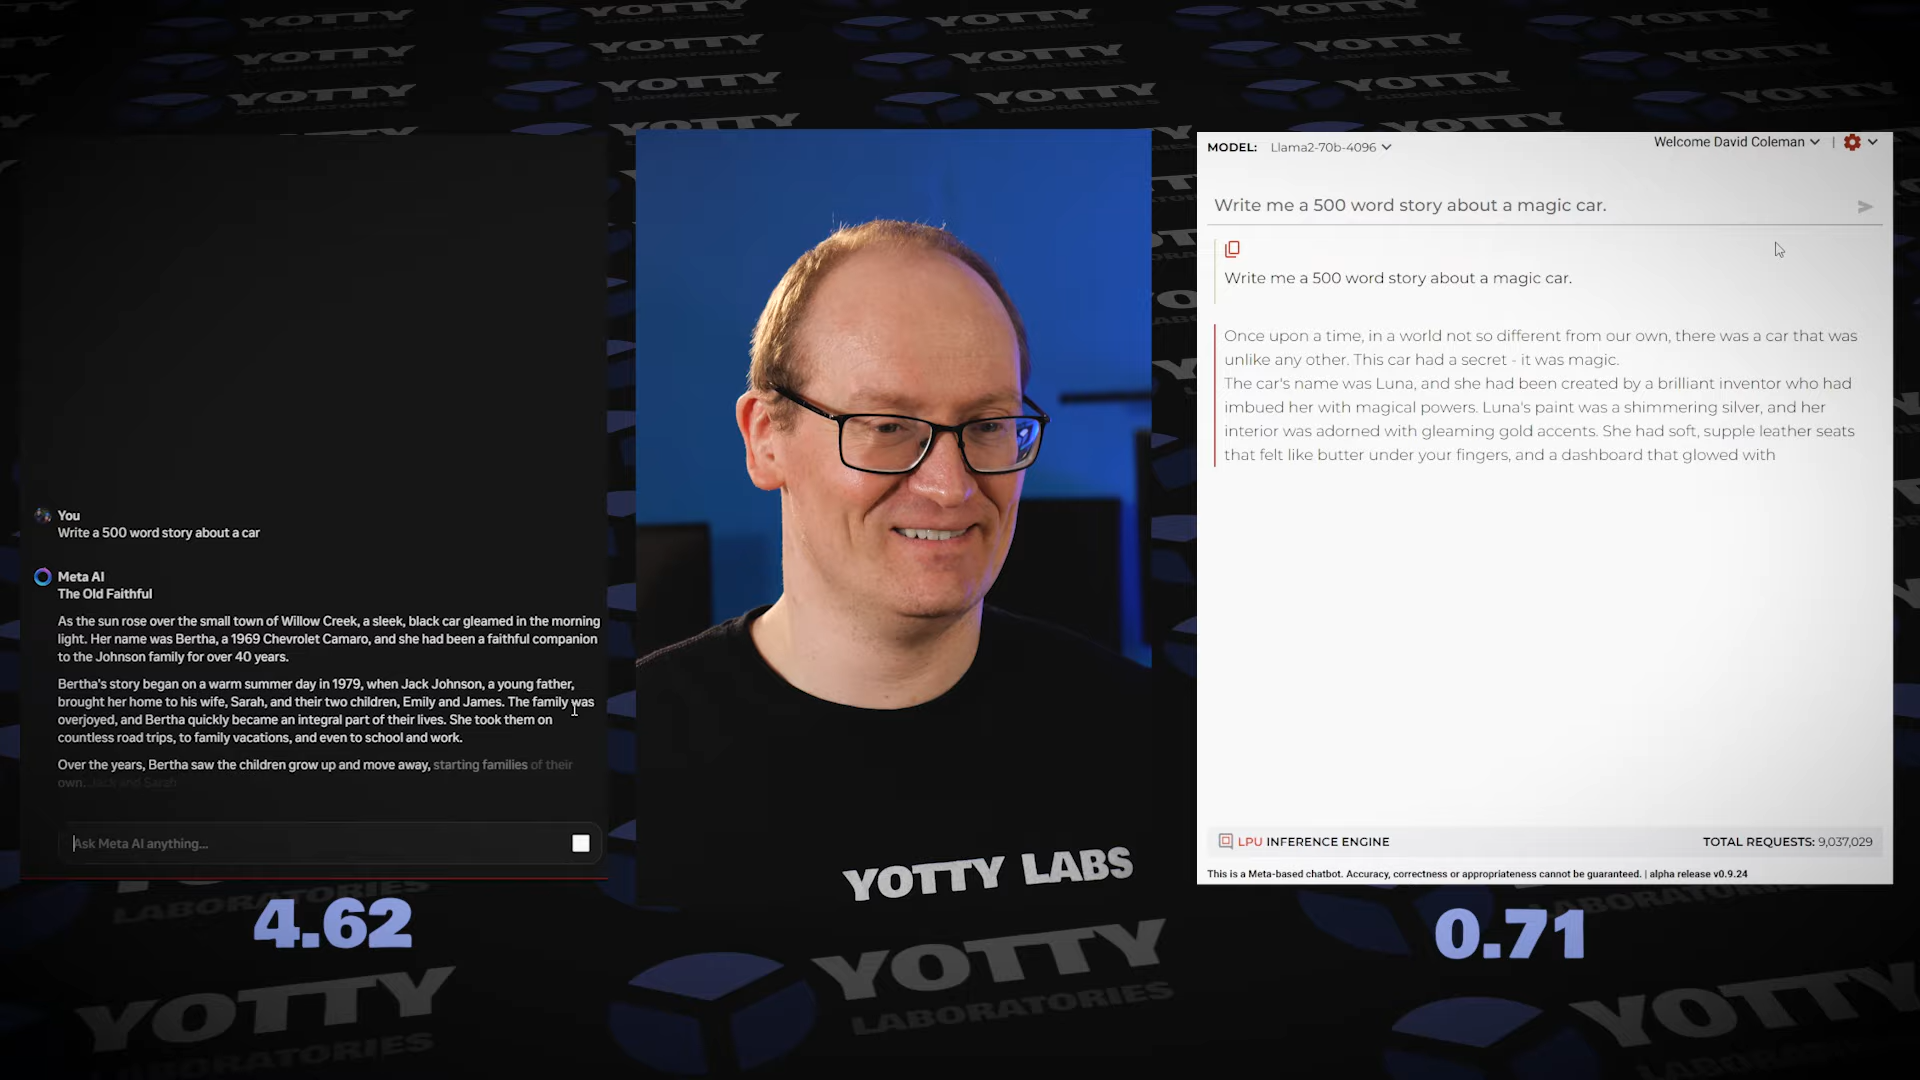 YOTTY
LABORATORIES
You
Write a 500 word story about a car
Meta AI
The Old Faithful
As the sun rose over the small town of Willow Creek, a sleek, black car gleamed in the morning
light. Her name was Bertha, a 1969 Chevrolet Camaro, and she had been a faithful companion
to the Johnson family for over 40 years.
Bertha's story began on a warm summer day in 1979, when Jack Johnson, a young father,
brought her home to his wife, Sarah, and their two children, Emily and James. The family was
overjoyed, and Bertha quickly became an integral part of their lives. She took them on
countless road trips, to family vacations, and even to school and work.
Over the years, Bertha saw the children grow up and move away, starting families of their
own. Jack and Sarah
Ask Meta AI anything...
4.62
YOTTY LABS
MODEL: Llama2-70b-4096
Welcome David Coleman
Write me a 500 word story about a magic car.
Write me a 500 word story about a magic car.
Once upon a time, in a world not so different from our own, there was a car that was
unlike any other. This car had a secret - it was magic.
The car's name was Luna, and she had been created by a brilliant inventor who had
imbued her with magical powers. Luna's paint was a shimmering silver, and her
interior was adorned with gleaming gold accents. She had soft, supple leather seats
that felt like butter under your fingers, and a dashboard that glowed with
LPU INFERENCE ENGINE
TOTAL REQUESTS: 9,037,029
This is a Meta-based chatbot. Accuracy, correctness or appropriateness cannot be guaranteed. | alpha release v0.9.24
0.71
YOTTY
LABORATORIES
YOTTY
LABORATORIES
YOTTY